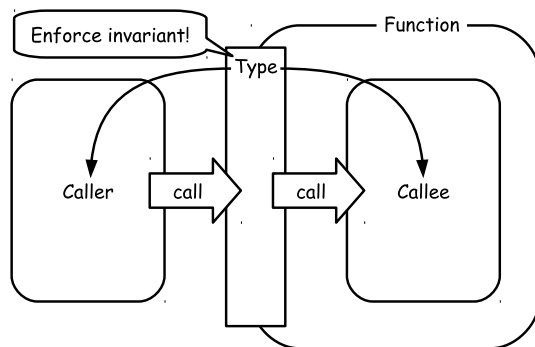 Function
Enforce invariant!
Type
Caller
call
call
Callee